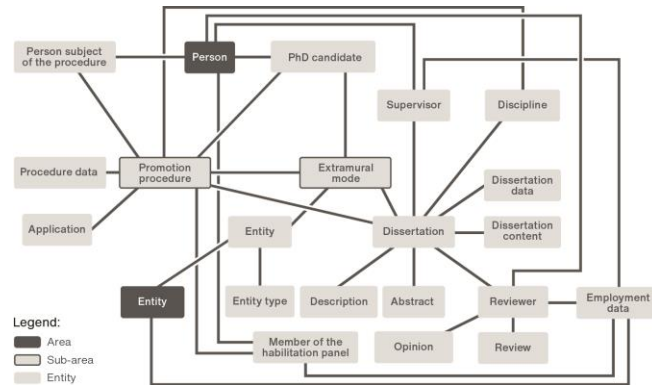 Person subject
of the procedure
Person
PhD candidate
Supervisor
Discipline
Procedure data
Promotion
procedure
Extramural
mode
Dissertation
data
Application
Entity
Dissertation
Dissertation
content
Entity
Entity type
Description
Abstract
Reviewer
Employment
data
Legend:
Area
Sub-area
Entity
Member of the
habilitation panel
Opinion
Review